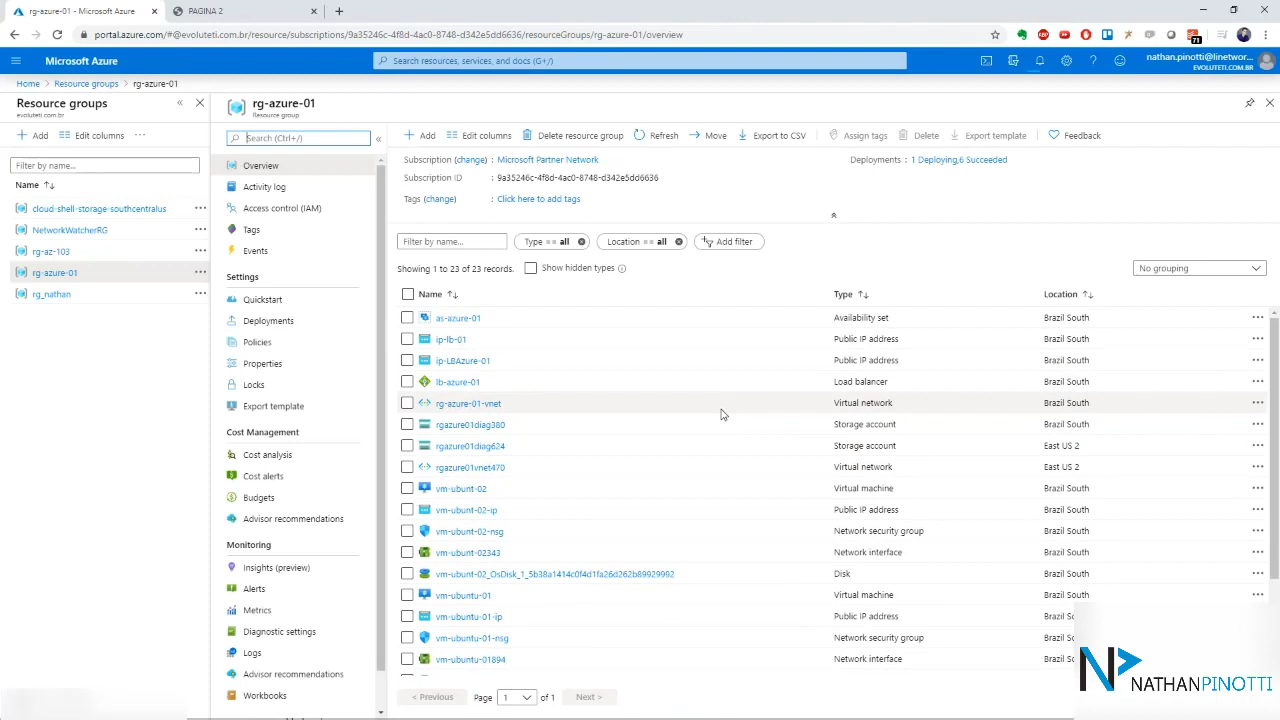 rg-azure-01 - Microsoft Azure
PAGINA 2
portal.azure.com/#@evoluteti.com.br/resource/subscriptions/9a35246c-4f8d-4cac-8748-d342e5dd6636/resourceGroups/rg-azure-01/overview
71
Microsoft Azure
Search resources, services, and docs (G+/)
nathan.pinotti@linetwor...
EVOLUTETI.COM.BR
Home > Resource groups > rg-azure-01
Resource groups
evoluteti.com.br
Add
Edit columns
Filter by name...
Name
cloud-shell-storage-southcentralus
NetworkWatcherRG
rg-az-103
rg-azure-01
rg_nathan
rg-azure-01
Resource group
Search (Ctrl+/)
Overview
Activity log
Access control (IAM)
Tags
Events
Settings
Quickstart
Deployments
Policies
Properties
Locks
Export template
Cost Management
Cost analysis
Cost alerts
Budgets
Advisor recommendations
Monitoring
Insights (preview)
Alerts
Metrics
Diagnostic settings
Logs
Advisor recommendations
Workbooks
Add Edit columns Delete resource group Refresh Move Export to CSV Assign tags Delete Export template Feedback
Subscription (change) : Microsoft Partner Network
Deployments : 1 Deploying,6 Succeeded
Subscription ID : 9a35246c-4f8d-4cac-8748-d342e5dd6636
Tags (change) : Click here to add tags
Filter by name...
Type == all
Location == all
Add filter
Showing 1 to 23 of 23 records.
Show hidden types
No grouping
Name Type Location
as-azure-01 Availability set Brazil South
ip-lb-01 Public IP address Brazil South
ip-LBAzure-01 Public IP address Brazil South
lb-azure-01 Load balancer Brazil South
rg-azure-01-vnet Virtual network Brazil South
rgazure01diag380 Storage account Brazil South
rgazure01diag624 Storage account East US 2
rgazure01vnet470 Virtual network East US 2
vm-ubunt-02 Virtual machine Brazil South
vm-ubunt-02-ip Public IP address Brazil South
vm-ubunt-02-nsg Network security group Brazil South
vm-ubunt-02343 Network interface Brazil South
vm-ubunt-02_OsDisk_1_5b38a1414c0f4d1fa26d262b89929992 Disk Brazil South
vm-ubuntu-01 Virtual machine Brazil South
vm-ubuntu-01-ip Public IP address Brazil
vm-ubuntu-01-nsg Network security group Brazil
vm-ubuntu-01894 Network interface Brazil
< Previous Page 1 of 1 Next >
NP NATHANPINOTTI